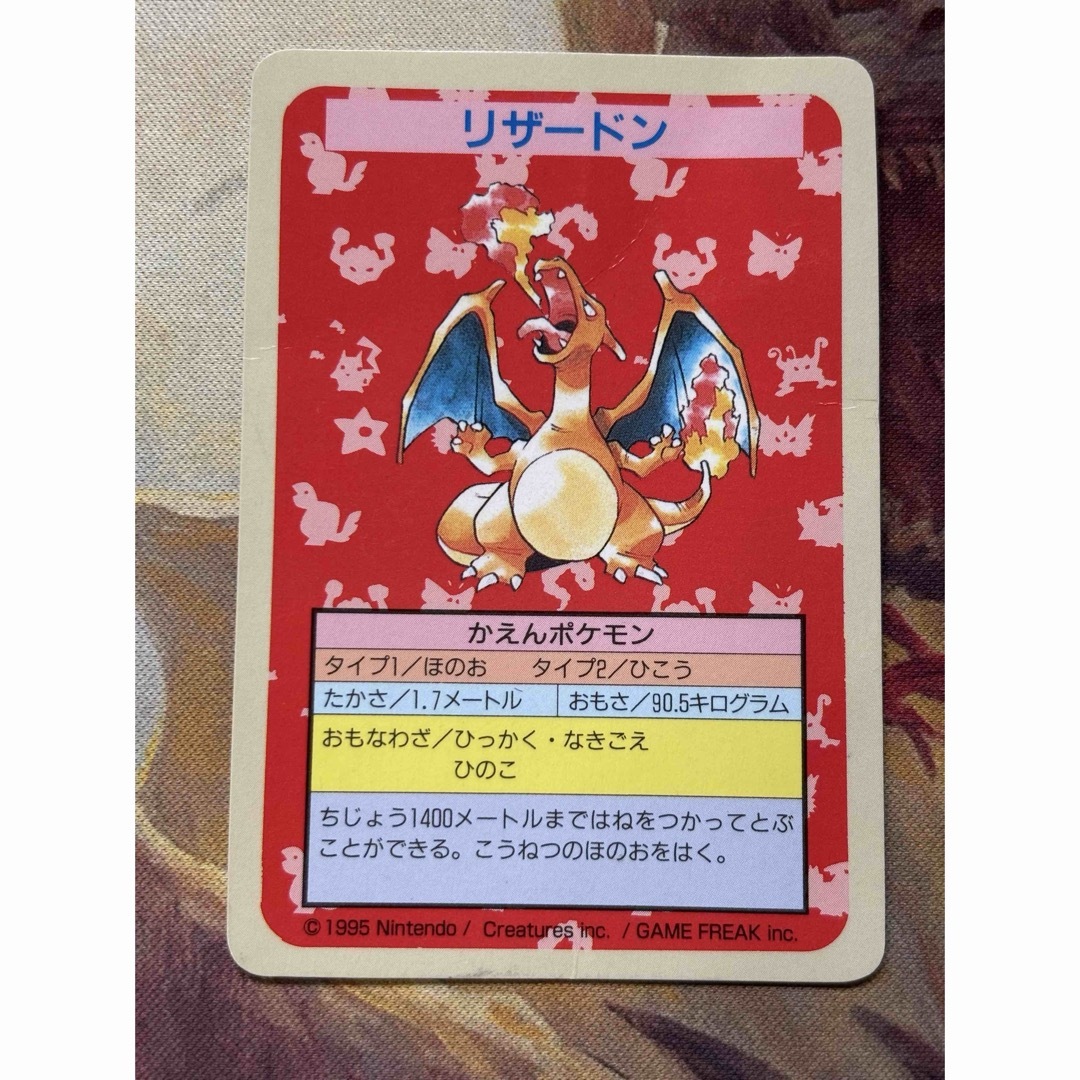 リザードン
かえんポケモン
タイプ1／ほのお　タイプ2／ひこう
たかさ／1.7メートル　おもさ／90.5キログラム
おもなわざ／ひっかく・なきごえ
ひのこ
ちじょう1400メートルまではねをつかってとぶ
ことができる。こうねつのほのおをはく。
©1995 Nintendo / Creatures inc. / GAME FREAK inc.